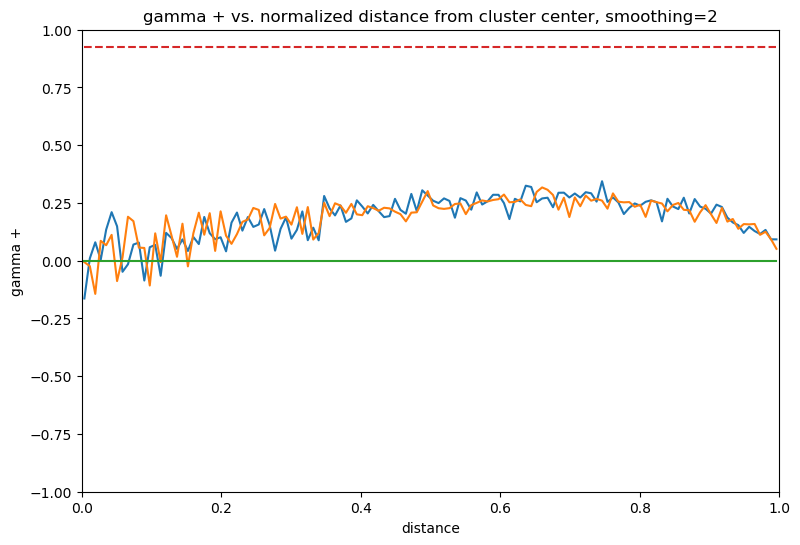 gamma + vs. normalized distance from cluster center, smoothing=2
1.00
0.75
0.50
0.25
0.00
−0.25
−0.50
−0.75
−1.00
gamma +
0.0 0.2 0.4 0.6 0.8 1.0
distance